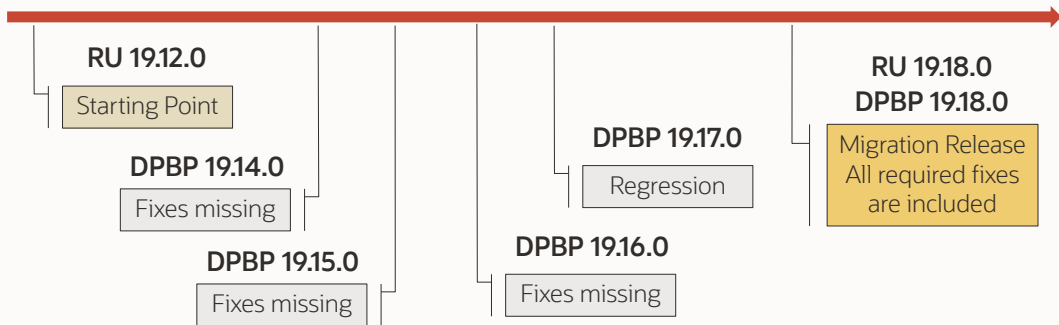 RU 19.12.0
Starting Point
DPBP 19.14.0
Fixes missing
DPBP 19.15.0
Fixes missing
DPBP 19.16.0
Fixes missing
DPBP 19.17.0
Regression
RU 19.18.0
DPBP 19.18.0
Migration Release
All required fixes
are included